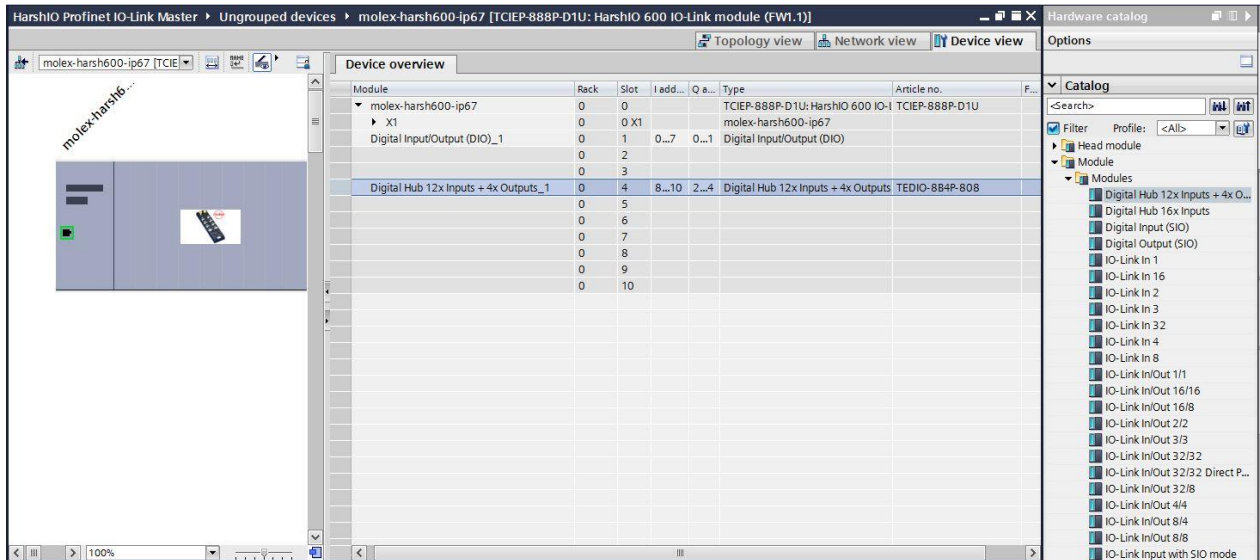 HarshIO Profinet IO-Link Master ▸ Ungrouped devices ▸ molex-harsh600-ip67 [TCIEP-888P-D1U: HarshIO 600 IO-Link module (FW1.1)]
Hardware catalog
Topology view Network view Device view
Options
molex-harsh600-ip67 [TCIE
Device overview
molex-harsh6...
Module Rack Slot I add... Q a... Type Article no. F...
molex-harsh600-ip67 0 0 TCIEP-888P-D1U: HarshIO 600 IO-l TCIEP-888P-D1U
X1 0 0 X1 molex-harsh600-ip67
Digital Input/Output (DIO)_1 0 1 0...7 0...1 Digital Input/Output (DIO)
0 2
0 3
Digital Hub 12x Inputs + 4x Outputs_1 0 4 8...10 2...4 Digital Hub 12x Inputs + 4x Outputs TEDIO-8B4P-808
0 5
0 6
0 7
0 8
0 9
0 10
100%
Catalog
<Search>
Filter Profile: <All>
Head module
Module
Modules
Digital Hub 12x Inputs + 4x O...
Digital Hub 16x Inputs
Digital Input (SIO)
Digital Output (SIO)
IO-Link In 1
IO-Link In 16
IO-Link In 2
IO-Link In 3
IO-Link In 32
IO-Link In 4
IO-Link In 8
IO-Link In/Out 1/1
IO-Link In/Out 16/16
IO-Link In/Out 16/8
IO-Link In/Out 2/2
IO-Link In/Out 3/3
IO-Link In/Out 32/32
IO-Link In/Out 32/32 Direct P...
IO-Link In/Out 32/8
IO-Link In/Out 4/4
IO-Link In/Out 8/4
IO-Link In/Out 8/8
IO-Link Input with SIO mode